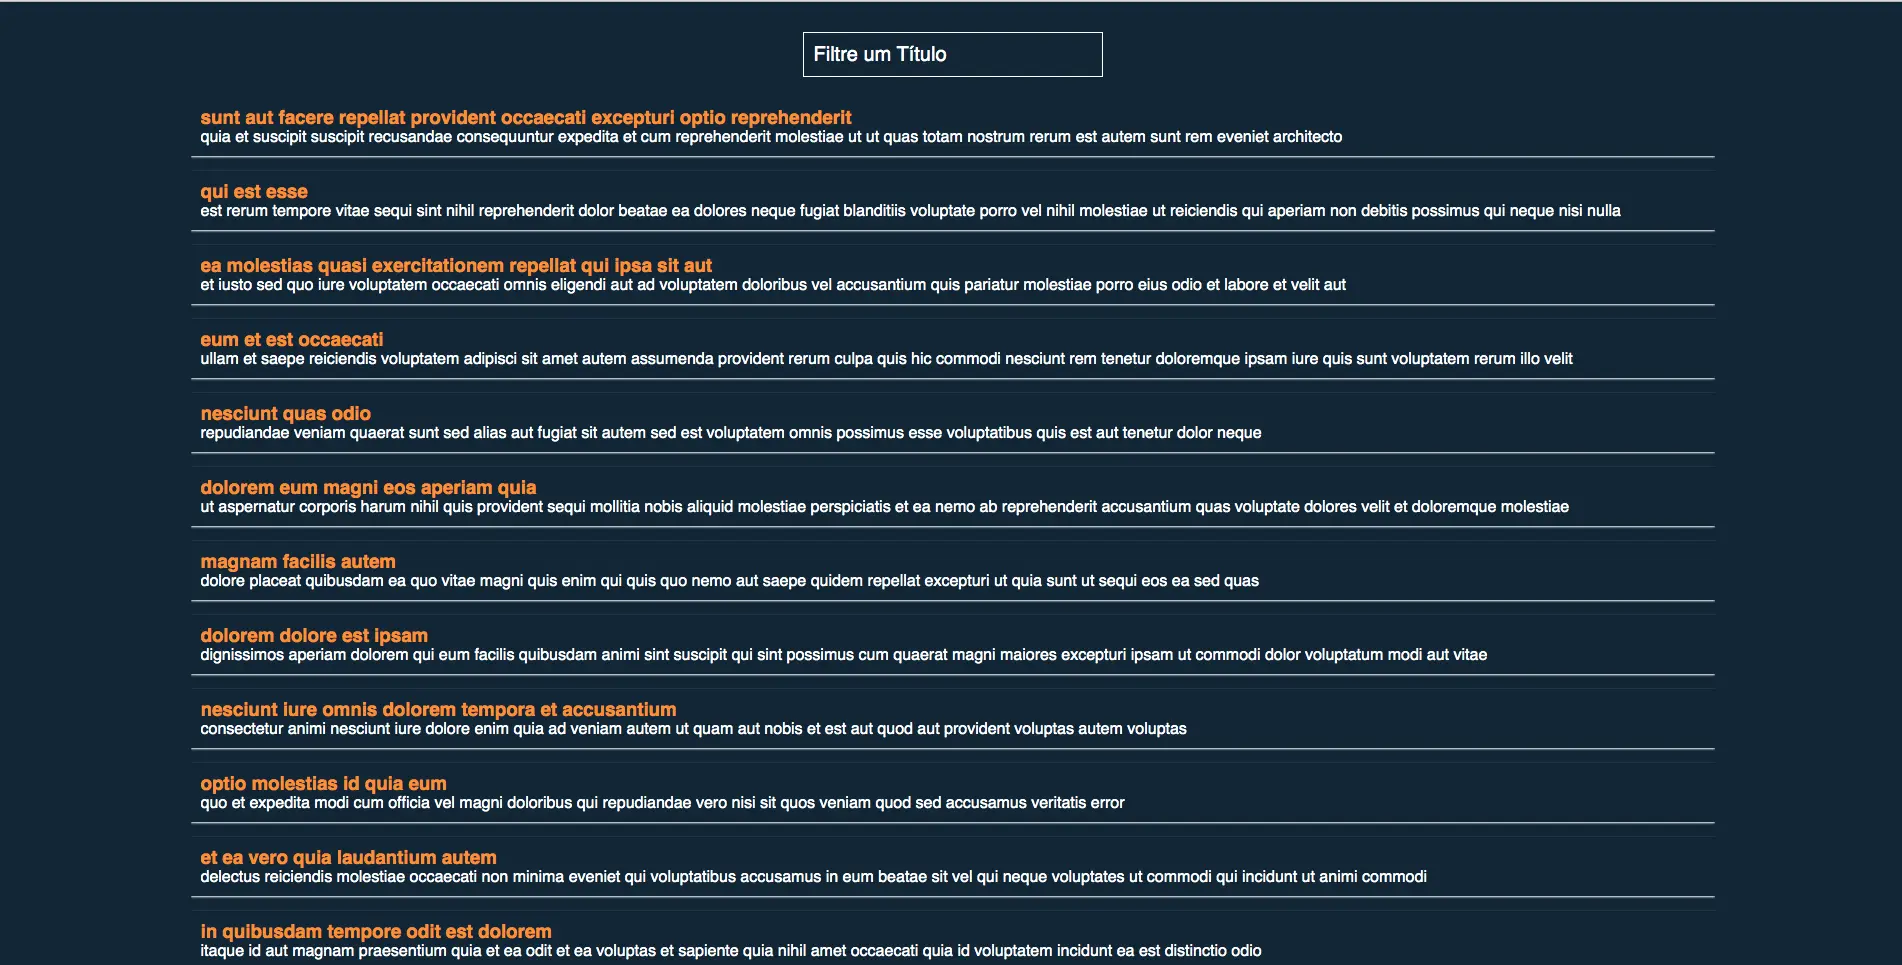 Filtre um Título
sunt aut facere repellat provident occaecati excepturi optio reprehenderit
quia et suscipit suscipit recusandae consequuntur expedita et cum reprehenderit molestiae ut ut quas totam nostrum rerum est autem sunt rem eveniet architecto
qui est esse
est rerum tempore vitae sequi sint nihil reprehenderit dolor beatae ea dolores neque fugiat blanditiis voluptate porro vel nihil molestiae ut reiciendis qui aperiam non debitis possimus qui neque nisi nulla
ea molestias quasi exercitationem repellat qui ipsa sit aut
et iusto sed quo iure voluptatem occaecati omnis eligendi aut ad voluptatem doloribus vel accusantium quis pariatur molestiae porro eius odio et labore et velit aut
eum et est occaecati
ullam et saepe reiciendis voluptatem adipisci sit amet autem assumenda provident rerum culpa quis hic commodi nesciunt rem tenetur doloremque ipsam iure quis sunt voluptatem rerum illo velit
nesciunt quas odio
repudiandae veniam quaerat sunt sed alias aut fugiat sit autem sed est voluptatem omnis possimus esse voluptatibus quis est aut tenetur dolor neque
dolorem eum magni eos aperiam quia
ut aspernatur corporis harum nihil quis provident sequi mollitia nobis aliquid molestiae perspiciatis et ea nemo ab reprehenderit accusantium quas voluptate dolores velit et doloremque molestiae
magnam facilis autem
dolore placeat quibusdam ea quo vitae magni quis enim qui quis quo nemo aut saepe quidem repellat excepturi ut quia sunt ut sequi eos ea sed quas
dolorem dolore est ipsam
dignissimos aperiam dolorem qui eum facilis quibusdam animi sint suscipit qui sint possimus cum quaerat magni maiores excepturi ipsam ut commodi dolor voluptatum modi aut vitae
nesciunt iure omnis dolorem tempora et accusantium
consectetur animi nesciunt iure dolore enim quia ad veniam autem ut quam aut nobis et est aut quod aut provident voluptas autem voluptas
optio molestias id quia eum
quo et expedita modi cum officia vel magni doloribus qui repudiandae vero nisi sit quos veniam quod sed accusamus veritatis error
et ea vero quia laudantium autem
delectus reiciendis molestiae occaecati non minima eveniet qui voluptatibus accusamus in eum beatae sit vel qui neque voluptates ut commodi qui incidunt ut animi commodi
in quibusdam tempore odit est dolorem
itaque id aut magnam praesentium quia et ea odit et ea voluptas et sapiente quia nihil amet occaecati quia id voluptatem incidunt ea est distinctio odio